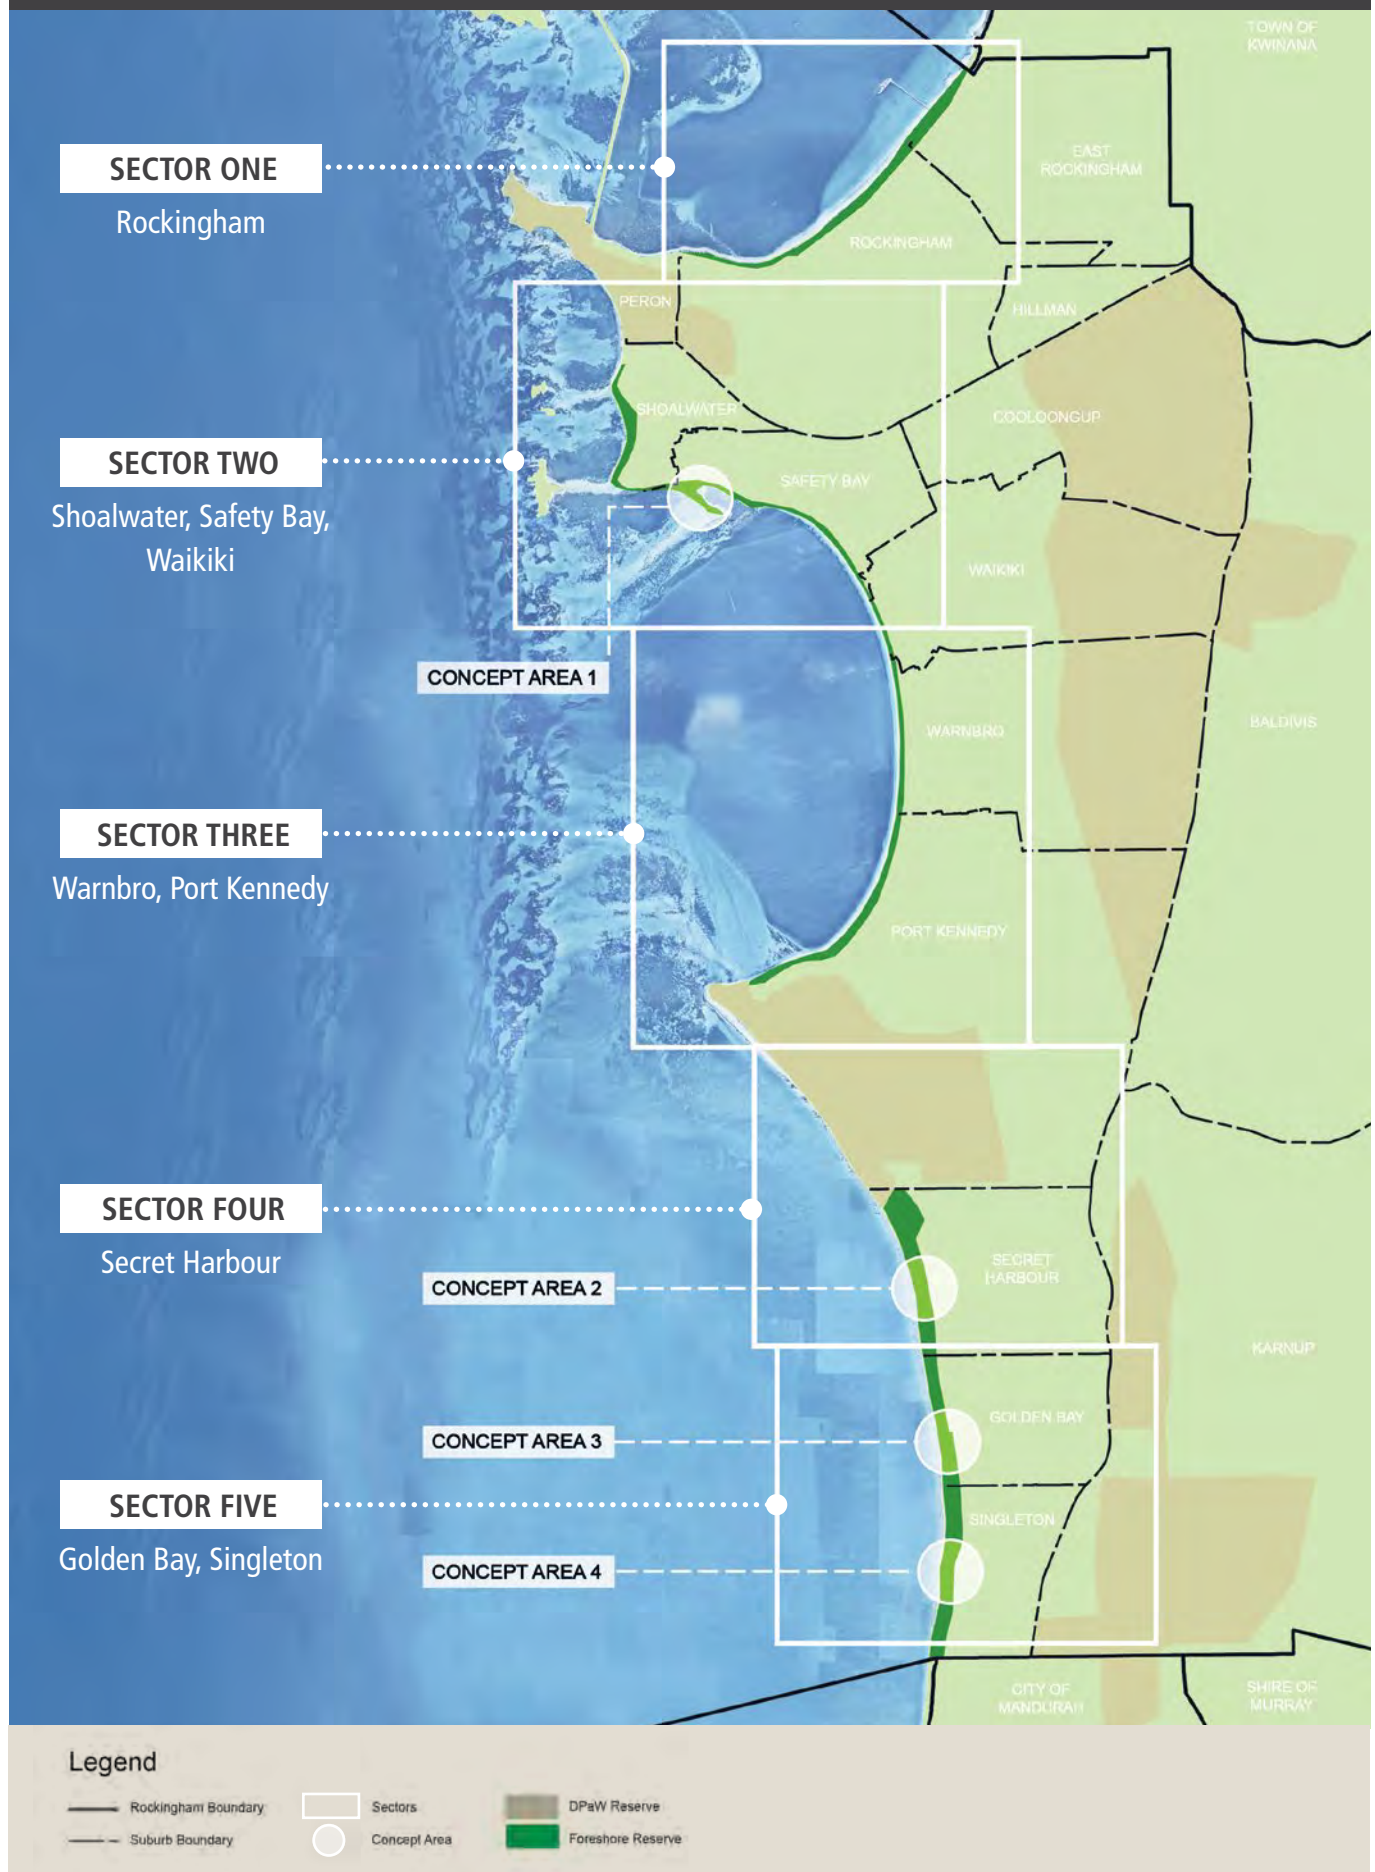 TOWN OF
KWINANA
SECTOR ONE
Rockingham
EAST
ROCKINGHAM
ROCKINGHAM
PERON
HILLMAN
SHOALWATER
COOLOONGUP
SECTOR TWO
Shoalwater, Safety Bay,
Waikiki
SAFETY BAY
WAIKIKI
CONCEPT AREA 1
WARNBRO
BALDIVIS
SECTOR THREE
Warnbro, Port Kennedy
PORT KENNEDY
SECTOR FOUR
Secret Harbour
SECRET
HARBOUR
CONCEPT AREA 2
KARNUP
GOLDEN BAY
CONCEPT AREA 3
SECTOR FIVE
Golden Bay, Singleton
SINGLETON
CONCEPT AREA 4
CITY OF
MANDURAH
SHIRE OF
MURRAY
Legend
Rockingham Boundary
Sectors
DPaW Reserve
Suburb Boundary
Concept Area
Foreshore Reserve